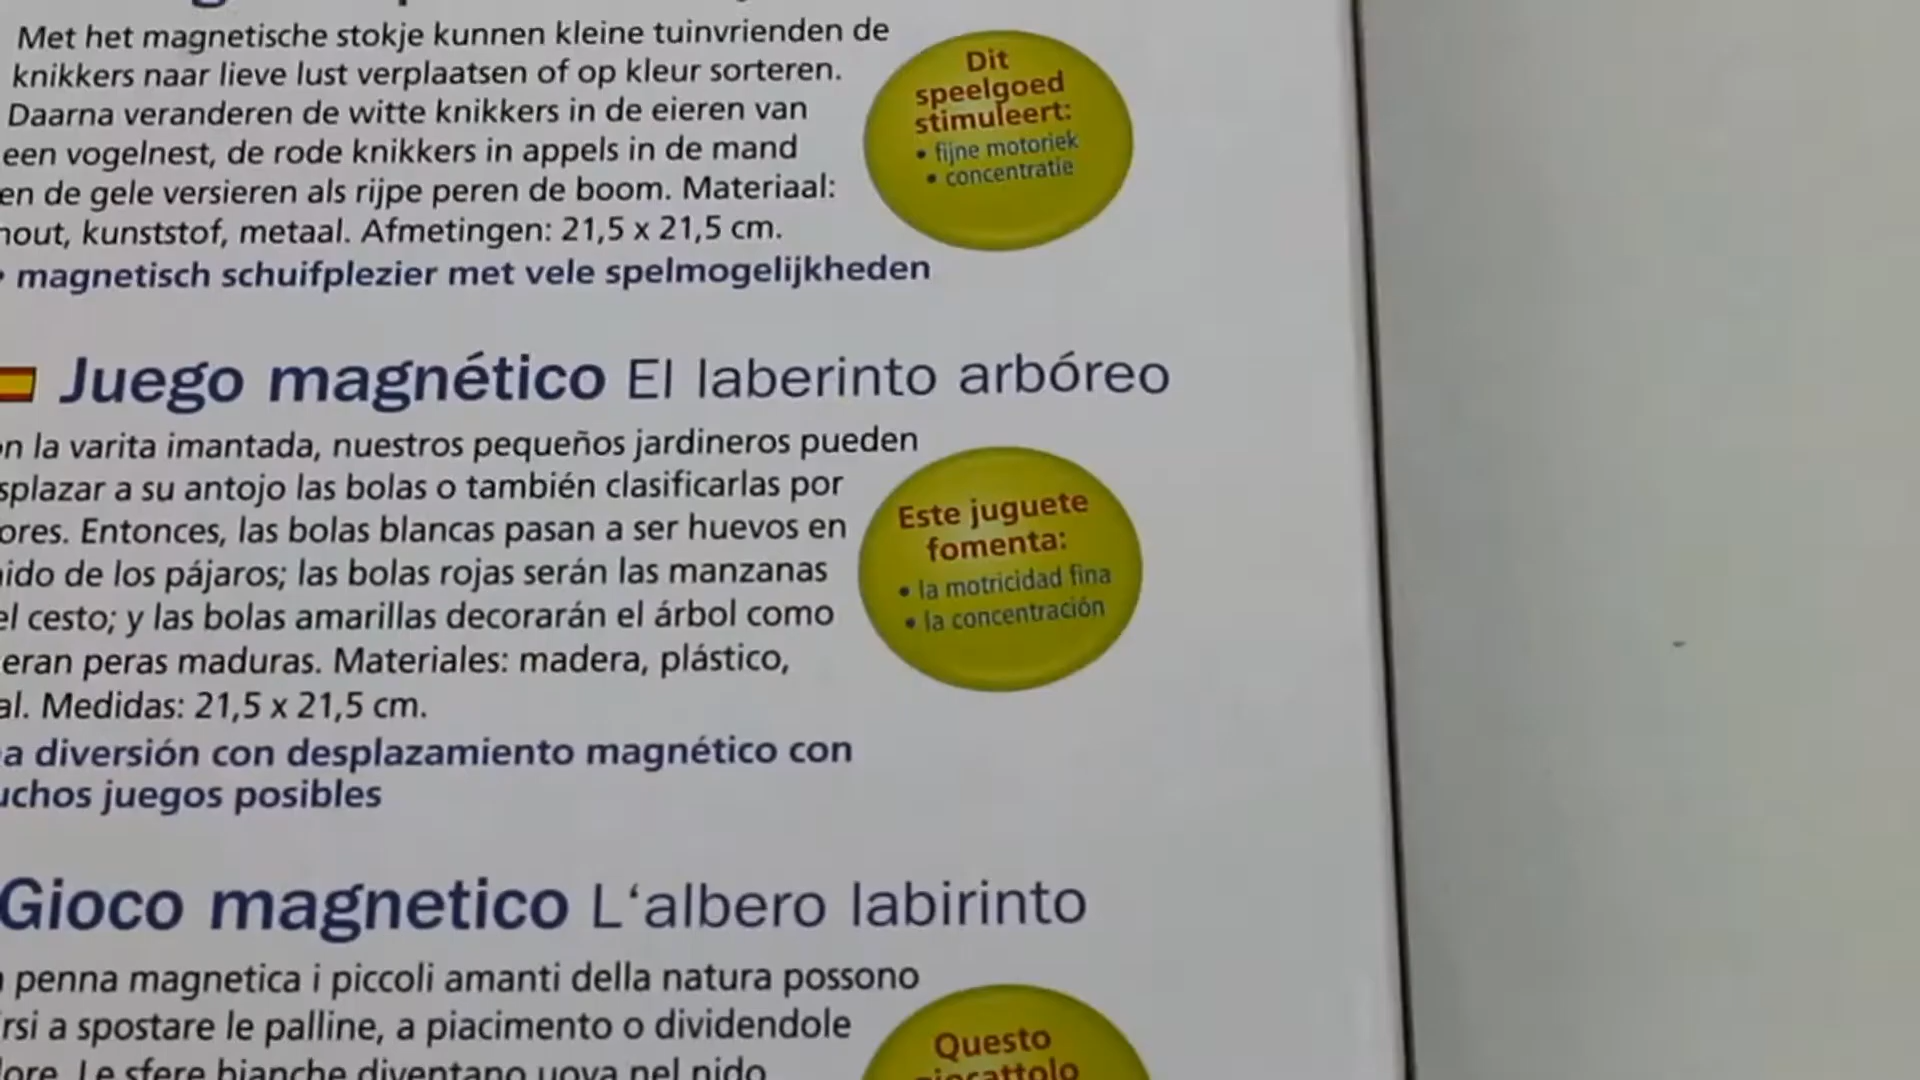 Met het magnetische stokje kunnen kleine tuinvrienden de
knikkers naar lieve lust verplaatsen of op kleur sorteren.
Daarna veranderen de witte knikkers in de eieren van
een vogelnest, de rode knikkers in appels in de mand
en de gele versieren als rijpe peren de boom. Materiaal:
hout, kunststof, metaal. Afmetingen: 21,5 x 21,5 cm.
• magnetisch schuifplezier met vele spelmogelijkheden
Dit
speelgoed
stimuleert:
• fijne motoriek
• concentratie
Juego magnético El laberinto arbóreo
la varita imantada, nuestros pequeños jardineros pueden
a su antojo las bolas o también clasificarlas por
Entonces, las bolas blancas pasan a ser huevos en
de los pájaros; las bolas rojas serán las manzanas
el cesto; y las bolas amarillas decorarán el árbol como
eran peras maduras. Materiales: madera, plástico,
Medidas: 21,5 x 21,5 cm.
diversión con desplazamiento magnético con
juegos posibles
Este juguete
fomenta:
• la motricidad fina
• la concentración
Gioco magnetico L‘albero labirinto
penna magnetica i piccoli amanti della natura possono
a spostare le palline, a piacimento o dividendole
Le sfere bianche diventano uova nel nido
Questo
giocattolo